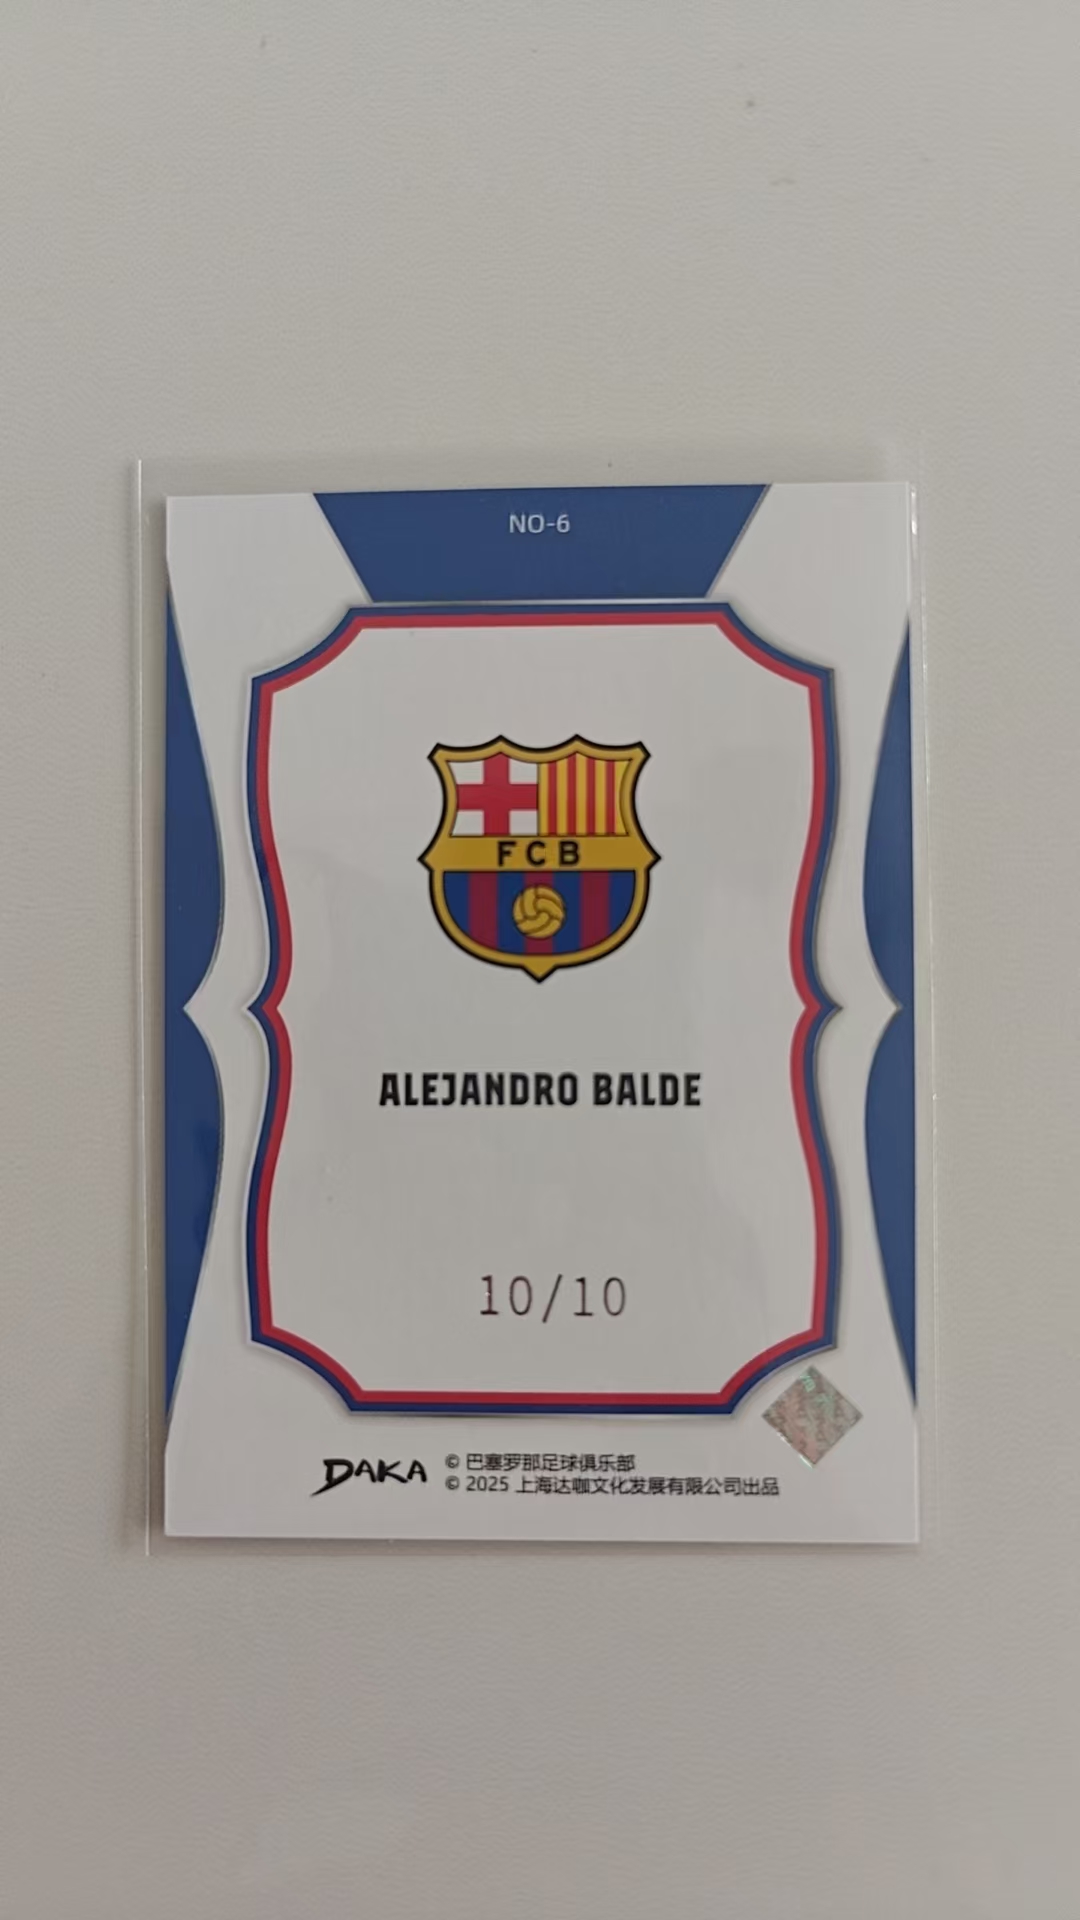 NO-6
FCB
ALEJANDRO BALDE
10/10
DAKA
© 巴塞罗那足球俱乐部
© 2025 上海达咖文化发展有限公司出品